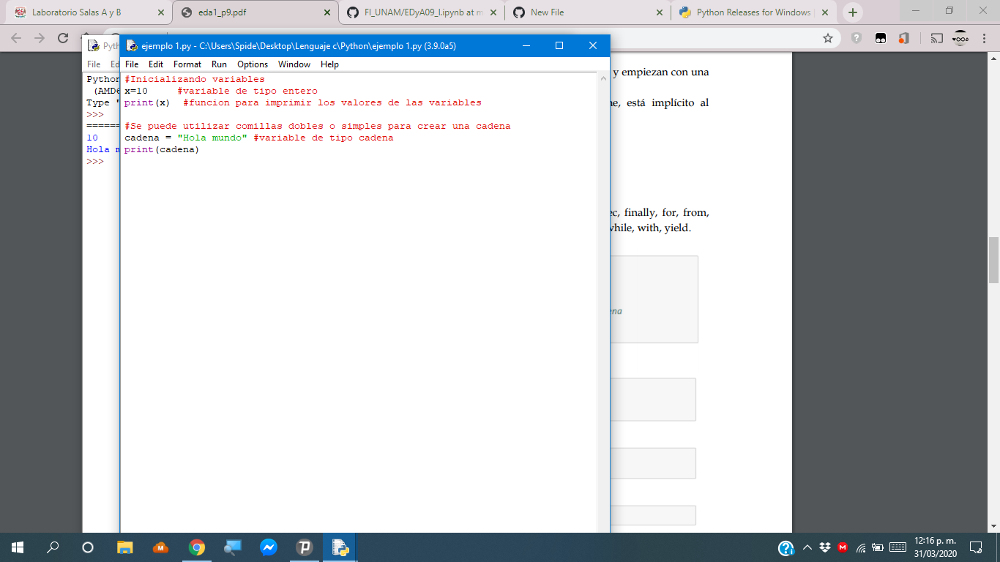 Laboratorio Salas A y B
eda1_p9.pdf
FI_UNAM/EDyA09_I.ipynb at m
New File
Python Releases for Windows
ejemplo 1.py - C:\Users\Spide\Desktop\Lenguaje c\Python\ejemplo 1.py (3.9.0a5)
File Edit Format Run Options Window Help
#Inicializando variables
x=10 #variable de tipo entero
print(x) #funcion para imprimir los valores de las variables
#Se puede utilizar comillas dobles o simples para crear una cadena
cadena = "Hola mundo" #variable de tipo cadena
print(cadena)
Pyth
File Ed
Python
(AMD6
Type "
>>>
======
10
Hola m
>>>
y empiezan con una
ne, está implícito al
ec, finally, for, from,
while, with, yield.
ena
12:16 p. m.
31/03/2020